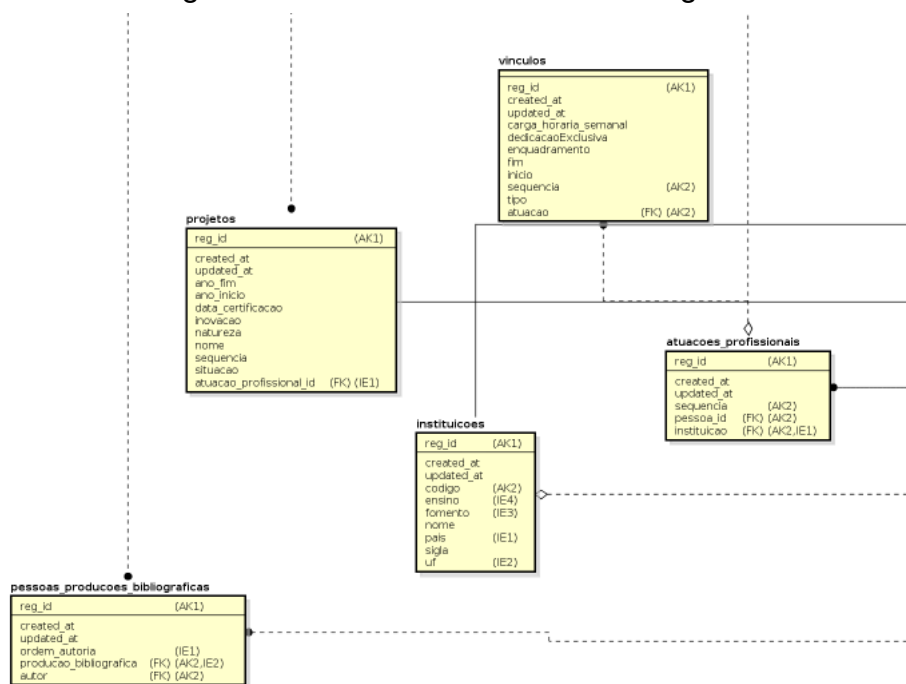 vinculos
reg_id (AK1)
created_at
updated_at
carga_horaria_semanal
dedicacaoExclusiva
enquadramento
fim
inicio
sequencia (AK2)
tipo
atuacao (FK) (AK2)
projetos
reg_id (AK1)
created_at
updated_at
ano_fim
ano_inicio
data_certificacao
inovacao
natureza
nome
sequencia
situacao
atuacao_profissional_id (FK) (IE1)
atuacoes_profissionais
reg_id (AK1)
created_at
updated_at
sequencia (AK2)
pessoa_id (FK) (AK2)
instituicao (FK) (AK2,IE1)
instituicoes
reg_id (AK1)
created_at
updated_at
codigo (AK2)
ensino (IE4)
fomento (IE3)
nome
pais (IE1)
sigla
uf (IE2)
pessoas_producoes_bibliograficas
reg_id (AK1)
created_at
updated_at
ordem_autoria (IE1)
producao_bibliografica (FK) (AK2,IE2)
autor (FK) (AK2)